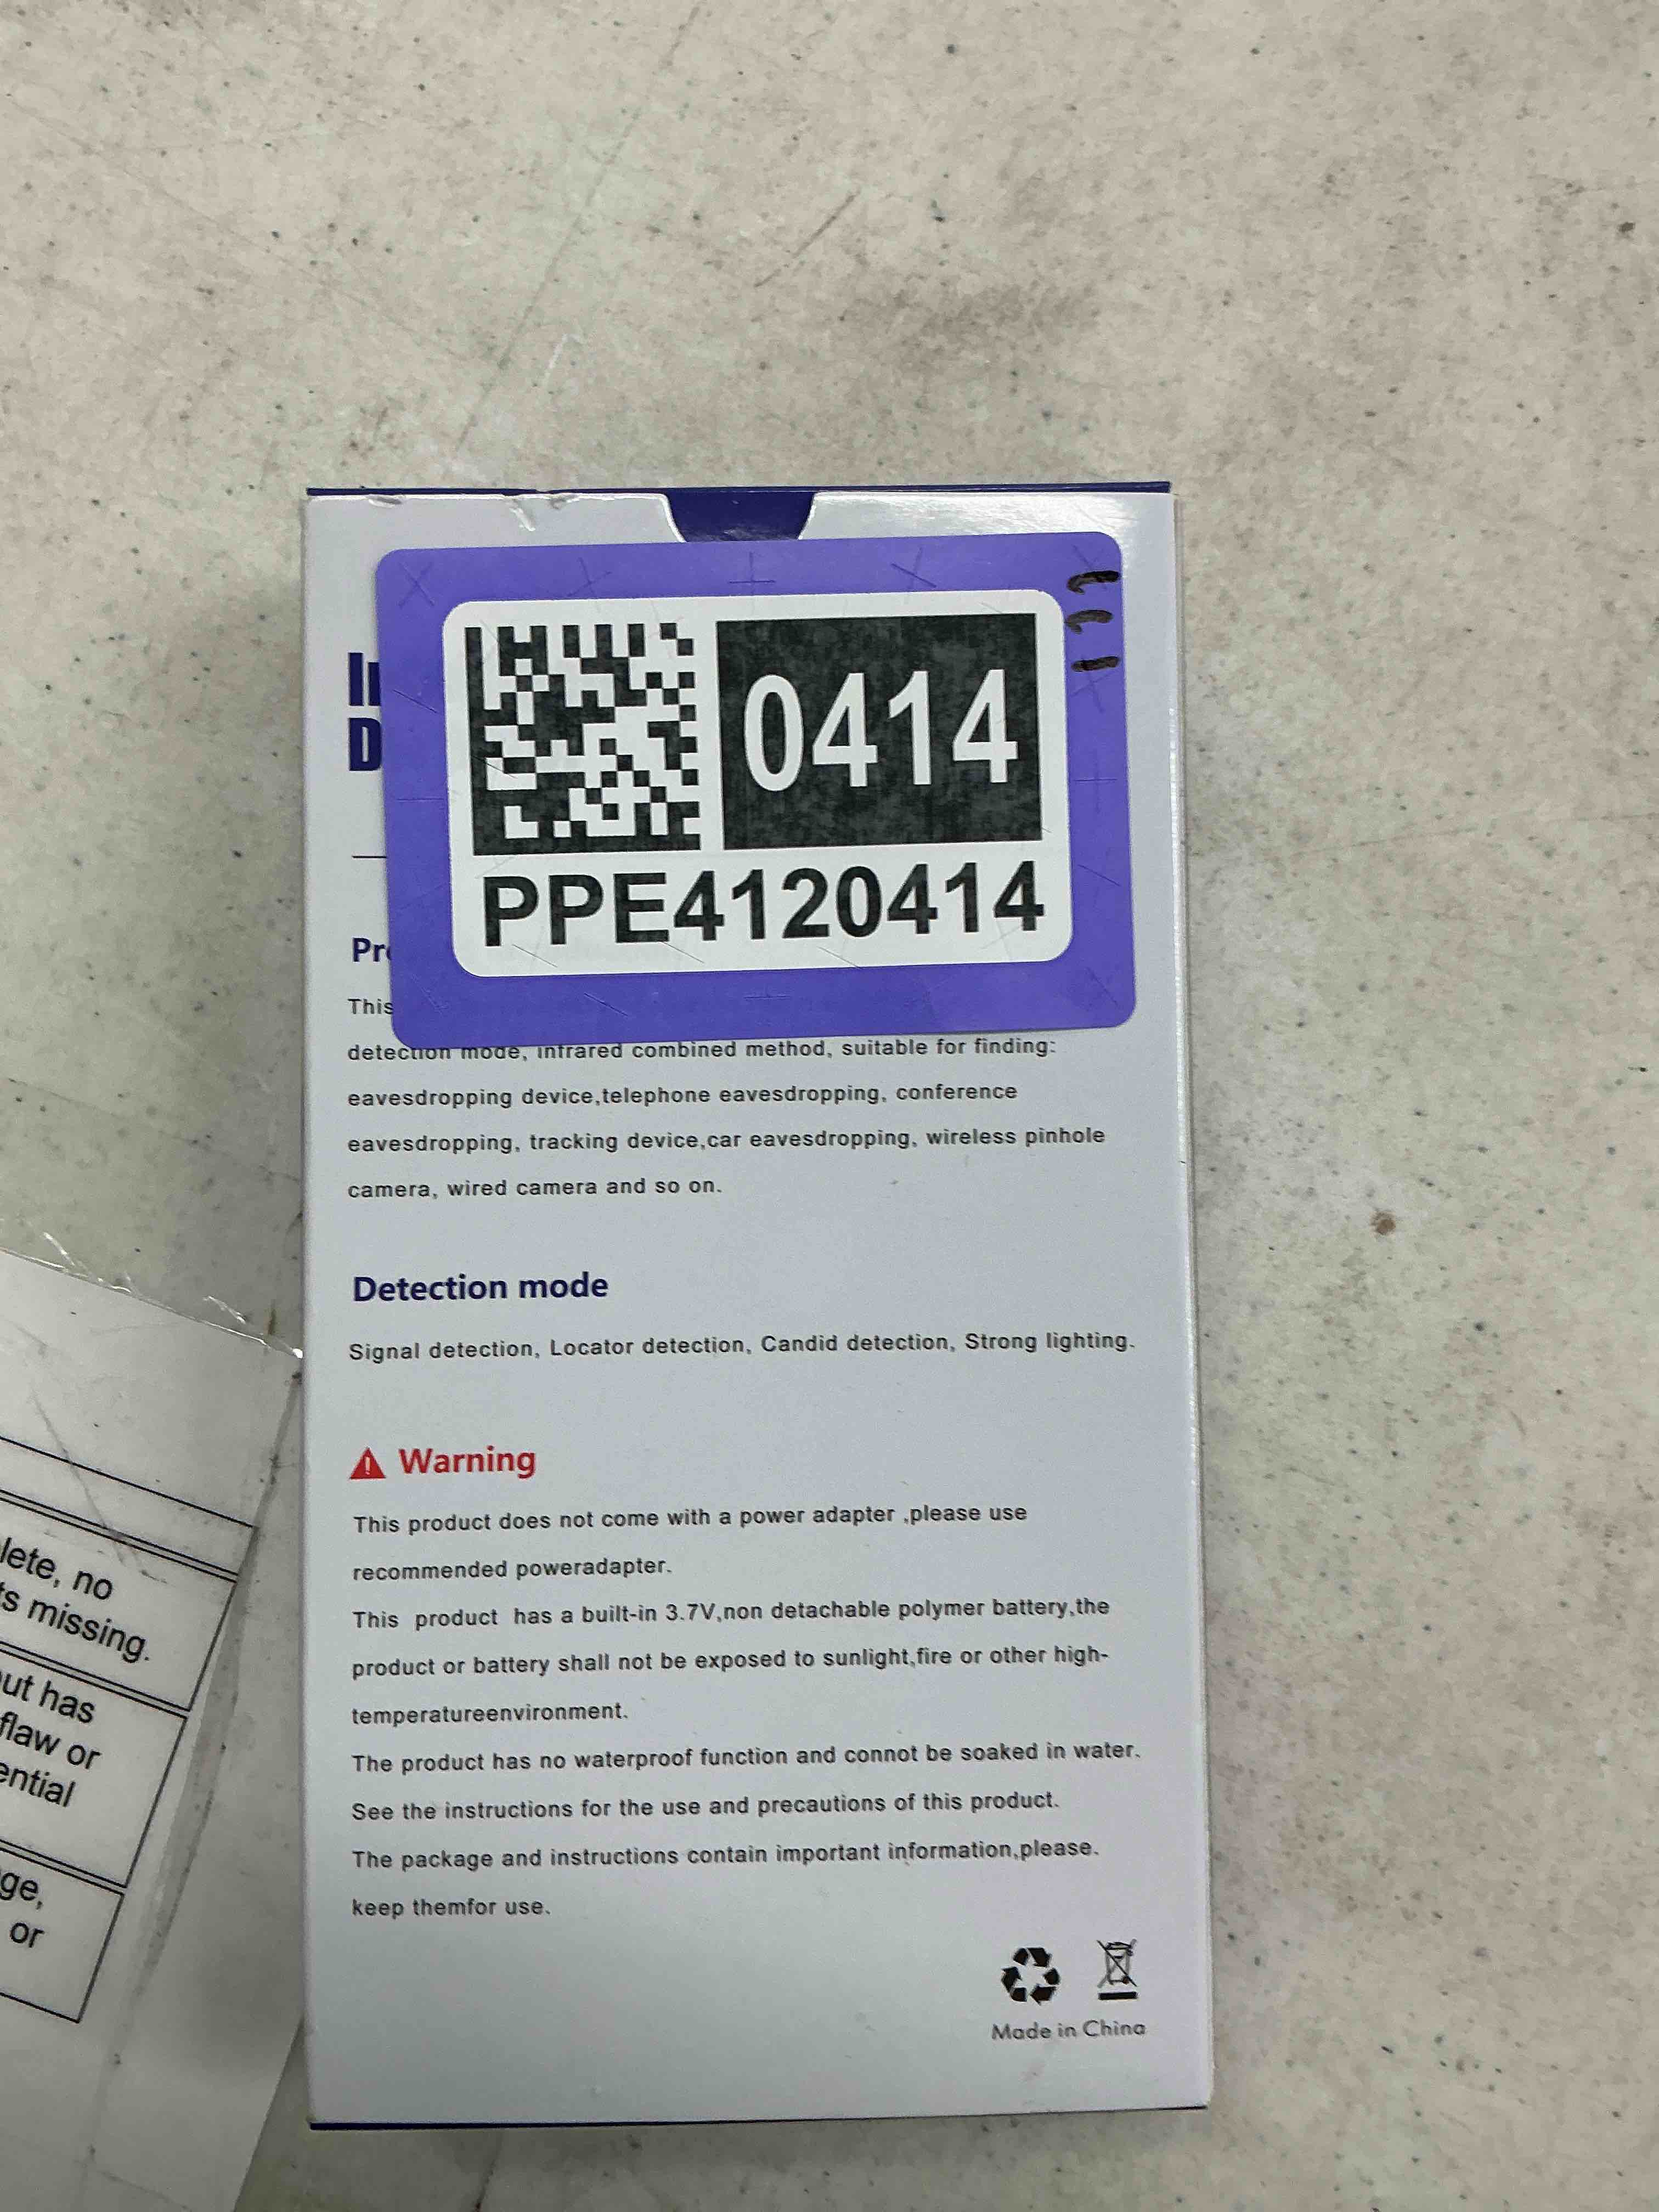 0414
PPE4120414
This
detection mode, infrared combined method, suitable for finding:
eavesdropping device,telephone eavesdropping, conference
eavesdropping, tracking device,car eavesdropping, wireless pinhole
camera, wired camera and so on.
Detection mode
Signal detection, Locator detection, Candid detection, Strong lighting.
Warning
This product does not come with a power adapter ,please use
recommended poweradapter.
This product has a built-in 3.7V,non detachable polymer battery,the
product or battery shall not be exposed to sunlight,fire or other high-
temperatureenvironment.
The product has no waterproof function and connot be soaked in water.
See the instructions for the use and precautions of this product.
The package and instructions contain important information,please.
keep themfor use.
Made in China
no
missing.
has
flaw or
or